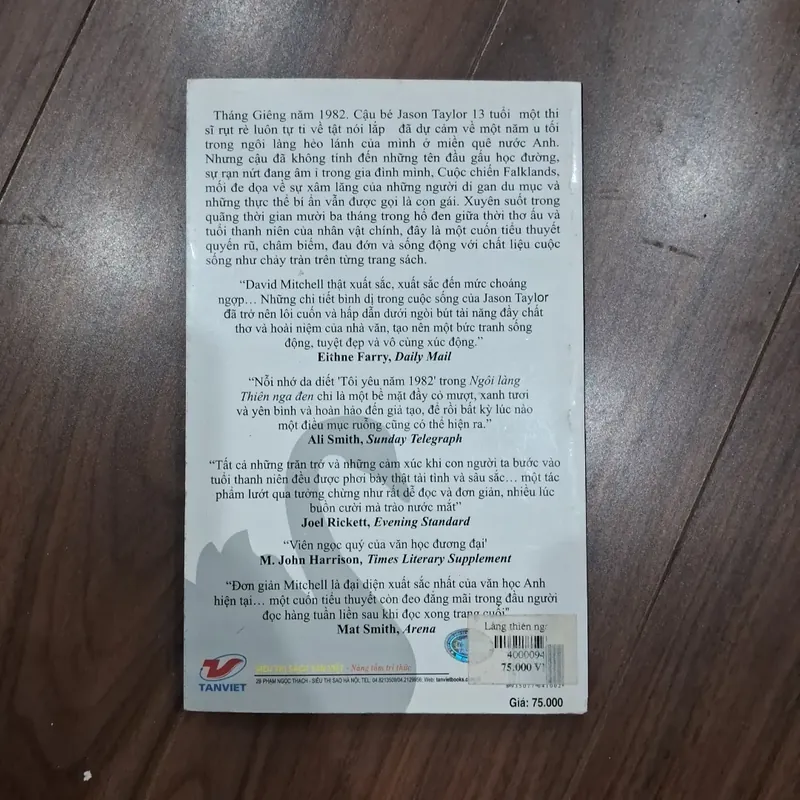 Tháng Giêng năm 1982. Cậu bé Jason Taylor 13 tuổi một thi
sĩ rụt rè luôn tự ti về tật nói lắp đã dự cảm về một năm u tối
trong ngôi làng hẻo lánh của mình ở miền quê nước Anh.
Nhưng cậu đã không tính đến những tên đầu gấu học đường,
sự rạn nứt đang âm ỉ trong gia đình mình, Cuộc chiến Falklands,
mối đe dọa về sự xâm lăng của những người di gan du mục và
những thực thể bí ẩn vẫn được gọi là con gái. Xuyên suốt trong
quãng thời gian mười ba tháng trong hố đen giữa thời thơ ấu và
tuổi thanh niên của nhân vật chính, đây là một cuốn tiểu thuyết
quyến rũ, châm biếm, đau đớn và sống động với chất liệu cuộc
sống như chảy tràn trên từng trang sách.
“David Mitchell thật xuất sắc, xuất sắc đến mức choáng
ngợp… Những chi tiết bình dị trong cuộc sống của Jason Taylor
đã trở nên lôi cuốn và hấp dẫn dưới ngòi bút tài năng đầy chất
thơ và hoài niệm của nhà văn, tạo nên một bức tranh sống
động, tuyệt đẹp và vô cùng xúc động.”
Eithne Farry, Daily Mail
“Nỗi nhớ da diết 'Tôi yêu năm 1982' trong Ngôi làng
Thiên nga đen chỉ là một bề mặt đầy cỏ mượt, xanh tươi
và yên bình và hoàn hảo đến giả tạo, để rồi bất kỳ lúc nào
một điều mục ruỗng cũng có thể hiện ra.”
Ali Smith, Sunday Telegraph
“Tất cả những trăn trở và những cảm xúc khi con người ta bước vào
tuổi thanh niên đều được phơi bày thật tài tình và sâu sắc… một tác
phẩm lướt qua tưởng chừng như rất dễ đọc và đơn giản, nhiều lúc
buồn cười mà trào nước mắt”
Joel Rickett, Evening Standard
“Viên ngọc quý của văn học đương đại'
M. John Harrison, Times Literary Supplement
“Đơn giản Mitchell là đại diện xuất sắc nhất của văn học Anh
hiện tại… một cuốn tiểu thuyết còn đeo đẳng mãi trong đầu người
đọc hàng tuần liền sau khi đọc xong trang cuối"
Mat Smith, Arena
Làng thiên ng
4000094
75.000 V
TANVIET
Nâng tầm tri thức
2B PHẠM NGỌC THẠCH - SIÊU THỊ SAO HÀ NỘI, TEL: Web: tanvietbooks.
Giá: 75.000